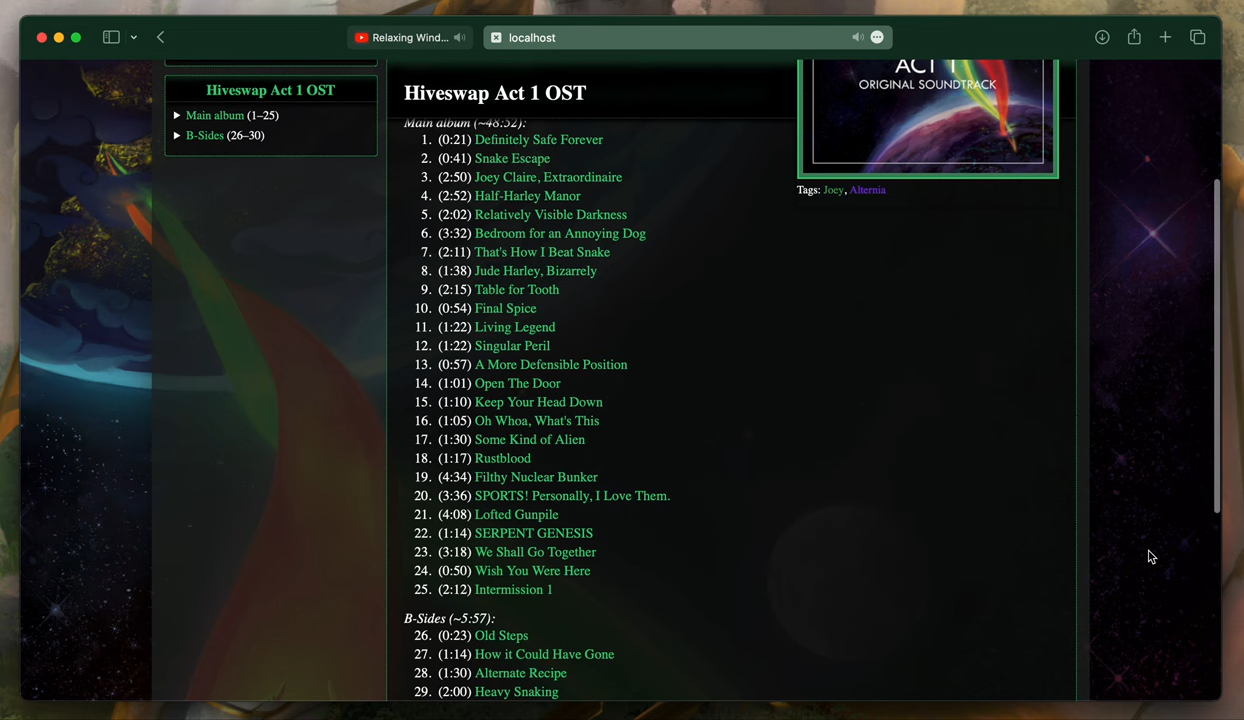 Relaxing Wind...
localhost
Hiveswap Act 1 OST
Main album (1–25)
B-Sides (26–30)
Hiveswap Act 1 OST
ACT 1
ORIGINAL SOUNDTRACK
Tags: Joey, Alternia
Main album (~48:52):
1. (0:21) Definitely Safe Forever
2. (0:41) Snake Escape
3. (2:50) Joey Claire, Extraordinaire
4. (2:52) Half-Harley Manor
5. (2:02) Relatively Visible Darkness
6. (3:32) Bedroom for an Annoying Dog
7. (2:11) That's How I Beat Snake
8. (1:38) Jude Harley, Bizarrely
9. (2:15) Table for Tooth
10. (0:54) Final Spice
11. (1:22) Living Legend
12. (1:22) Singular Peril
13. (0:57) A More Defensible Position
14. (1:01) Open The Door
15. (1:10) Keep Your Head Down
16. (1:05) Oh Whoa, What's This
17. (1:30) Some Kind of Alien
18. (1:17) Rustblood
19. (4:34) Filthy Nuclear Bunker
20. (3:36) SPORTS! Personally, I Love Them.
21. (4:08) Lofted Gunpile
22. (1:14) SERPENT GENESIS
23. (3:18) We Shall Go Together
24. (0:50) Wish You Were Here
25. (2:12) Intermission 1
B-Sides (~5:57):
26. (0:23) Old Steps
27. (1:14) How it Could Have Gone
28. (1:30) Alternate Recipe
29. (2:00) Heavy Snaking